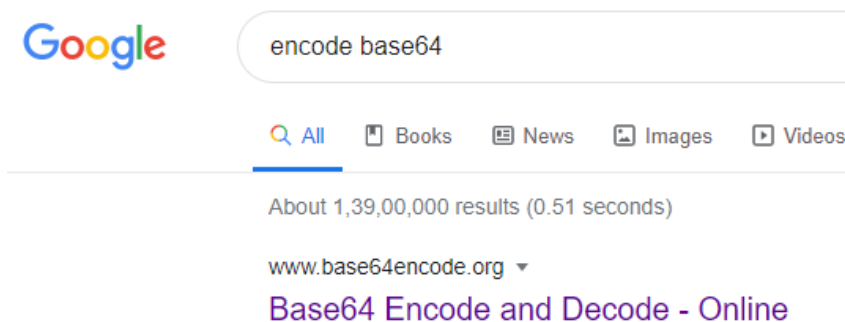 Google
encode base64
All Books News Images Videos
About 1,39,00,000 results (0.51 seconds)
www.base64encode.org
Base64 Encode and Decode - Online